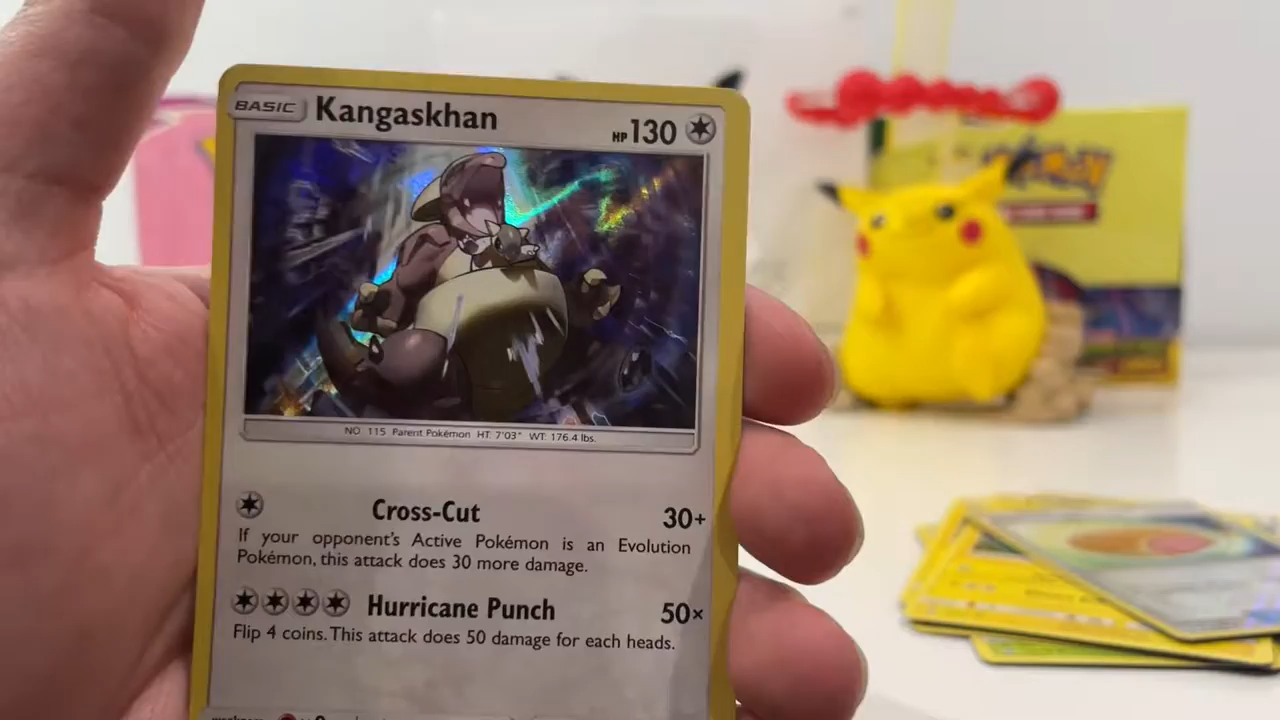 BASIC Kangaskhan HP 130
NO. 115 Parent Pokémon HT: 7'03" WT: 176.4 lbs.
Cross-Cut 30+
If your opponent's Active Pokémon is an Evolution
Pokémon, this attack does 30 more damage.
Hurricane Punch 50×
Flip 4 coins. This attack does 50 damage for each heads.